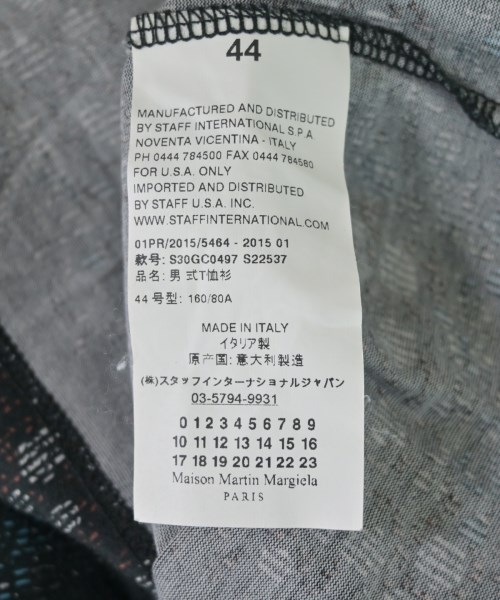 44
MANUFACTURED AND DISTRIBUTED
BY STAFF INTERNATIONAL S.P.A.
NOVENTA VICENTINA - ITALY
PH 0444 784500 FAX 0444 784580
FOR U.S.A. ONLY
IMPORTED AND DISTRIBUTED
BY STAFF U.S.A. INC.
WWW.STAFFINTERNATIONAL.COM
01PR/2015/5464 - 2015 01
款号: S30GC0497 S22537
品名: 男 式T恤衫
44 号型: 160/80A
MADE IN ITALY
イタリア製
原产国: 意大利製造
(株)スタッフインターナショナルジャパン
03-5794-9931
0 1 2 3 4 5 6 7 8 9
10 11 12 13 14 15 16
17 18 19 20 21 22 23
Maison Martin Margiela
PARIS